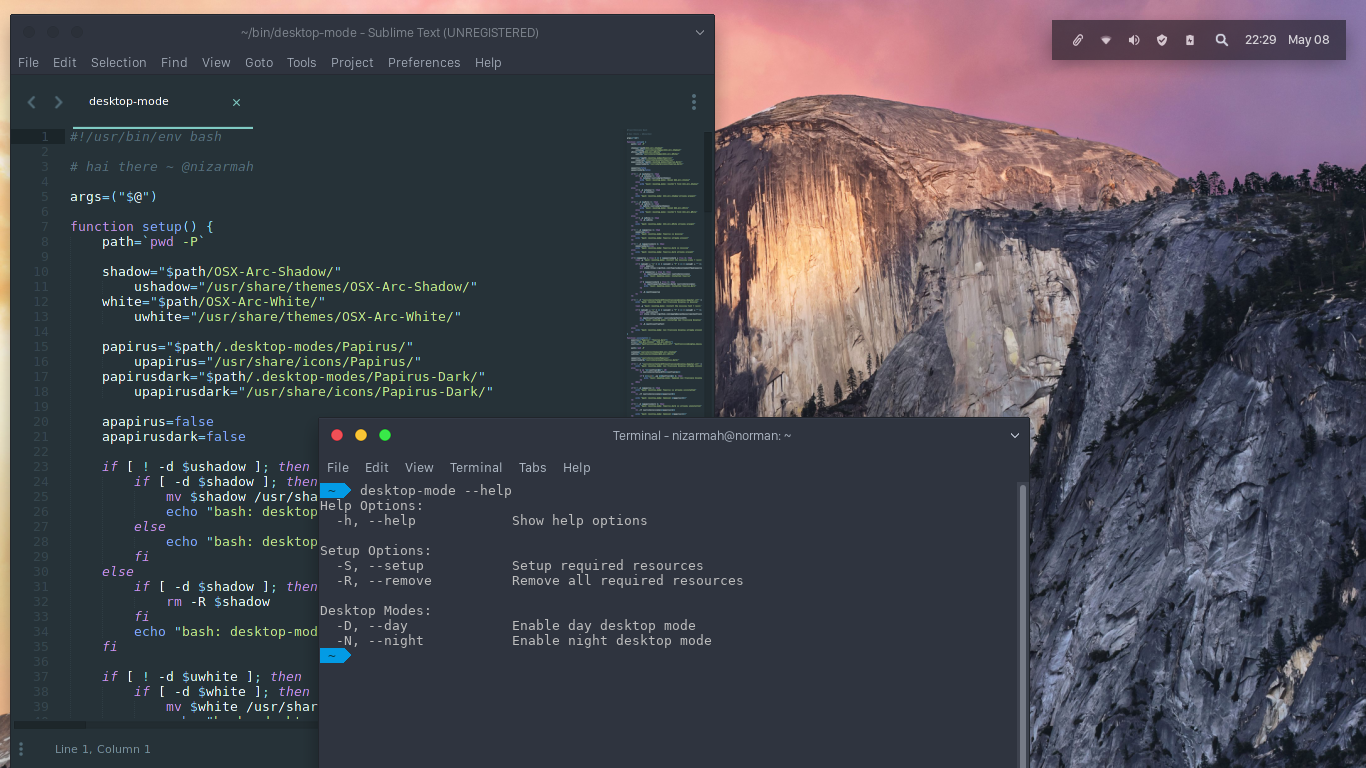 ~/bin/desktop-mode - Sublime Text (UNREGISTERED)
File Edit Selection Find View Goto Tools Project Preferences Help
desktop-mode ×
1 #!/usr/bin/env bash
2
3 # hai there ~ @nizarmah
4
5 args=("$@")
6
7 function setup() {
8 path=`pwd -P`
9
10 shadow="$path/OSX-Arc-Shadow/"
11 ushadow="/usr/share/themes/OSX-Arc-Shadow/"
12 white="$path/OSX-Arc-White/"
13 uwhite="/usr/share/themes/OSX-Arc-White/"
14
15 papirus="$path/.desktop-modes/Papirus/"
16 upapirus="/usr/share/icons/Papirus/"
17 papirusdark="$path/.desktop-modes/Papirus-Dark/"
18 upapirusdark="/usr/share/icons/Papirus-Dark/"
19
20 apapirus=false
21 apapirusdark=false
22
23 if [ ! -d $ushadow ]; then
24 if [ -d $shadow ]; then
25 mv $shadow /usr/sha
26 echo "bash: desktop
27 else
28 echo "bash: desktop
29 fi
30 else
31 if [ -d $shadow ]; then
32 rm -R $shadow
33 fi
34 echo "bash: desktop-mod
35 fi
36
37 if [ ! -d $uwhite ]; then
38 if [ -d $white ]; then
39 mv $white /usr/shar
Line 1, Column 1
Terminal - nizarmah@norman: ~
File Edit View Terminal Tabs Help
~ desktop-mode --help
Help Options:
-h, --help Show help options
Setup Options:
-S, --setup Setup required resources
-R, --remove Remove all required resources
Desktop Modes:
-D, --day Enable day desktop mode
-N, --night Enable night desktop mode
~
22:29 May 08